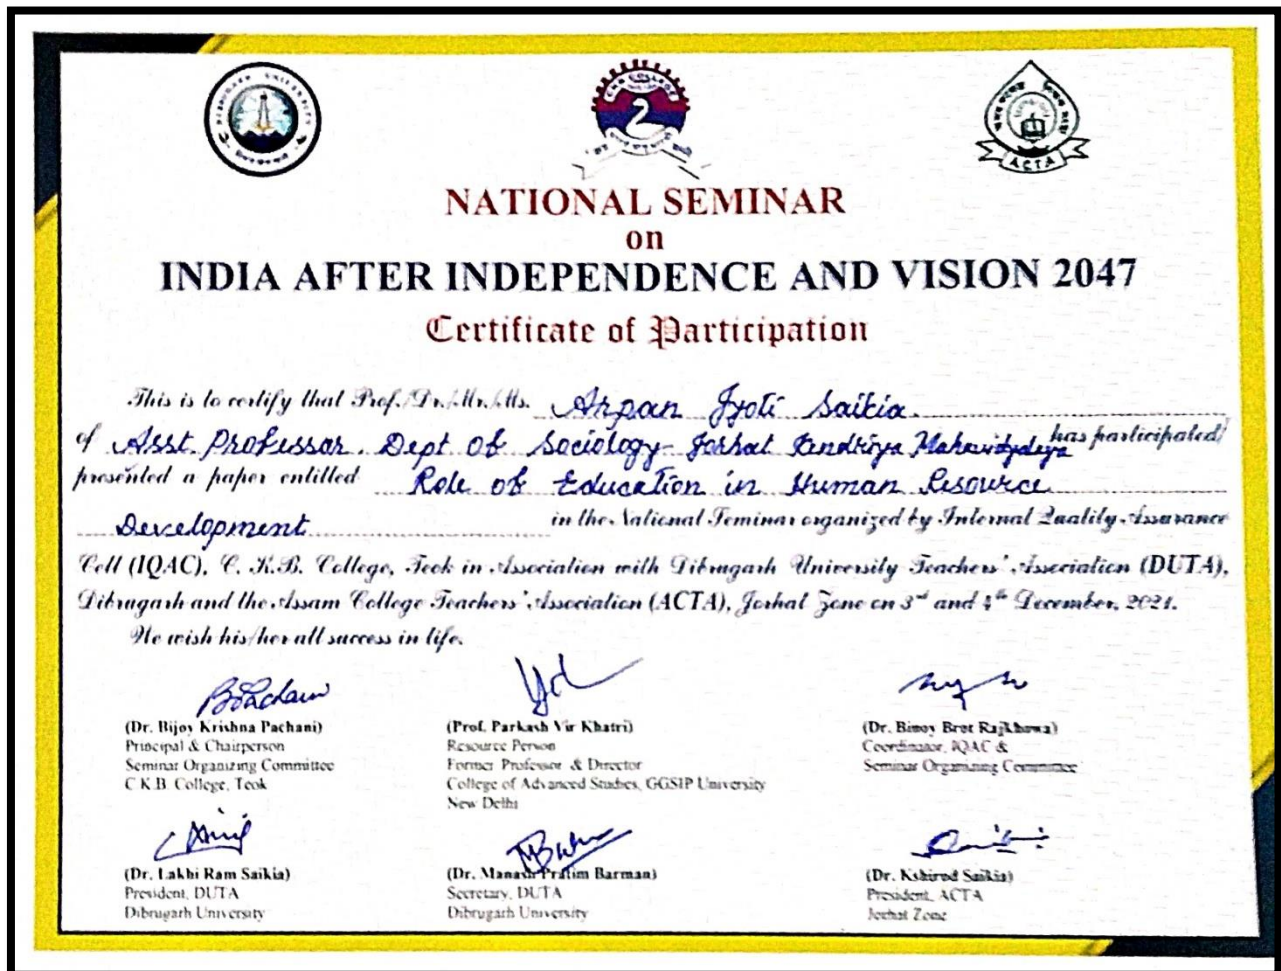 DIBRUGARH UNIVERSITY
CKB COLLEGE
ACTA
NATIONAL SEMINAR
on
INDIA AFTER INDEPENDENCE AND VISION 2047
Certificate of Participation
This is to certify that Prof./Dr./Mr./Ms. Arpan Jyoti Saikia
of Asst. Professor. Dept of Sociology- Jorhat Kendriya Mahavidyalaya has participated/
presented a paper entitled Role of Education in Human Resource
Development in the National Seminar organized by Internal Quality Assurance
Cell (IQAC), C. K.B. College, Teok in Association with Dibrugarh University Teachers' Association (DUTA),
Dibrugarh and the Assam College Teachers' Association (ACTA), Jorhat Zone on 3rd and 4th December, 2021.
We wish his/her all success in life.
(Dr. Bijoy Krishna Pachani)
Principal & Chairperson
Seminar Organizing Committee
C.K.B. College, Teok
(Prof. Parkash Vir Khatri)
Resource Person
Former Professor & Director
College of Advanced Studies, GGSIP University
New Delhi
(Dr. Binoy Brot Rajkhowa)
Coordinator, IQAC &
Seminar Organizing Committee
(Dr. Lakhi Ram Saikia)
President, DUTA
Dibrugarh University
(Dr. Manash Pratim Barman)
Secretary, DUTA
Dibrugarh University
(Dr. Kshirod Saikia)
President, ACTA
Jorhat Zone